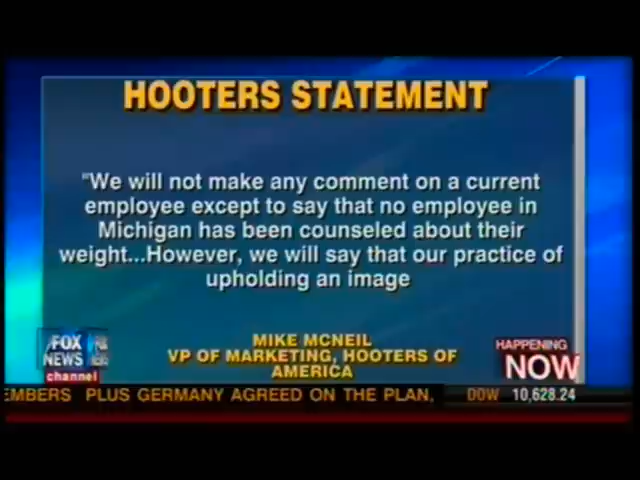 HOOTERS STATEMENT
"We will not make any comment on a current
employee except to say that no employee in
Michigan has been counseled about their
weight...However, we will say that our practice of
upholding an image
MIKE MCNEIL
VP OF MARKETING, HOOTERS OF
AMERICA
FOX
NEWS
channel
HAPPENING
NOW
EMBERS PLUS GERMANY AGREED ON THE PLAN,
DOW 10,628.24